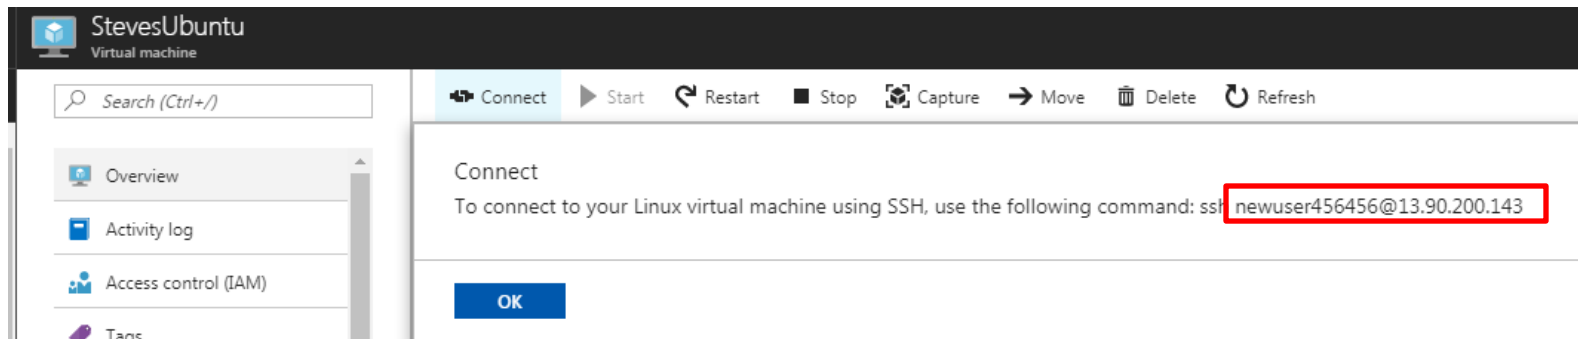 StevesUbuntu
Virtual machine
Search (Ctrl+/)
Connect Start Restart Stop Capture Move Delete Refresh
Overview
Activity log
Access control (IAM)
Tags
Connect
To connect to your Linux virtual machine using SSH, use the following command: ssh newuser456456@13.90.200.143
OK